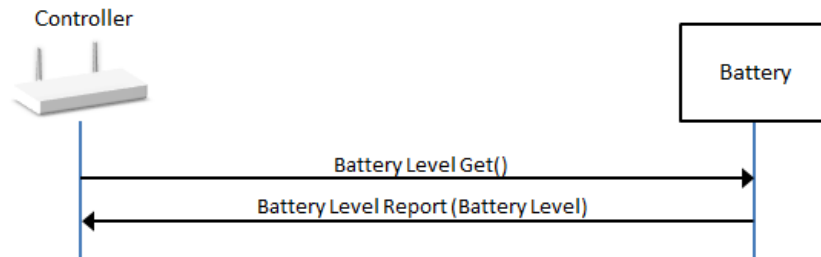 Controller
Battery
Battery Level Get()
Battery Level Report (Battery Level)